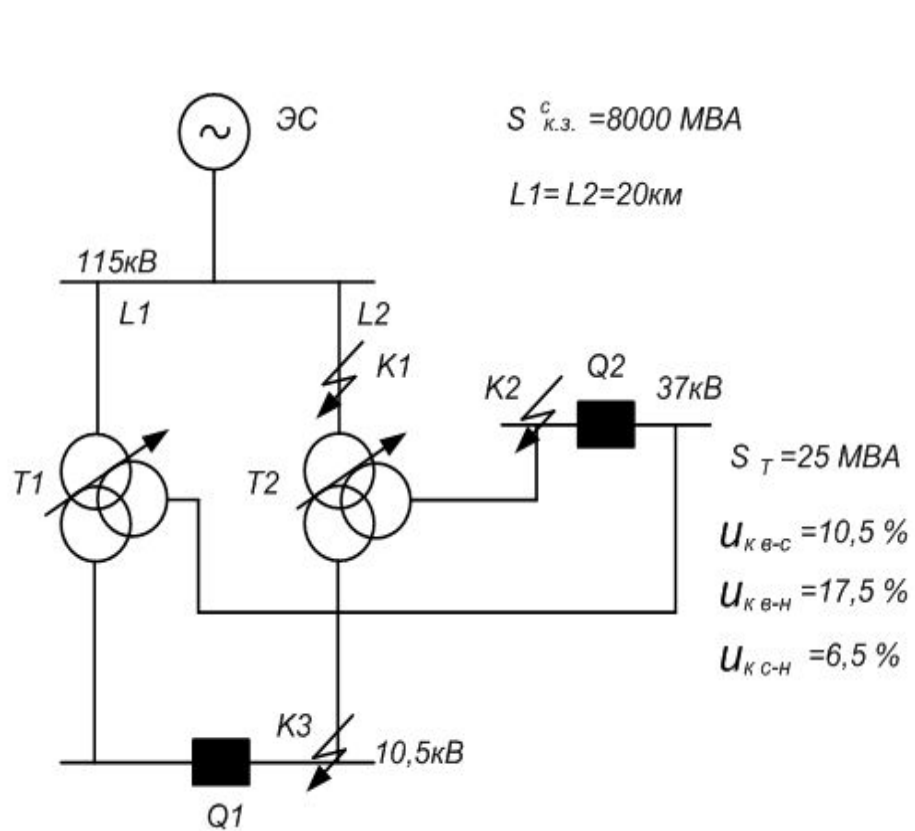 ЭС
S с к.з. =8000 МВА
L1= L2=20км
115кВ
L1
L2
K1
K2
Q2
37кВ
T1
T2
S Т =25 МВА
u к в-с =10,5 %
u к в-н =17,5 %
u к с-н =6,5 %
K3
10,5кВ
Q1